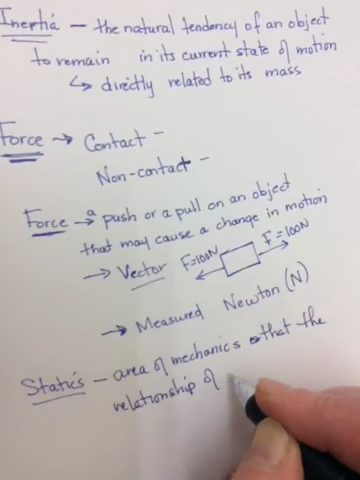 Inertia – the natural tendency of an object
to remain in its current state of motion
↳ directly related to its mass
Force → Contact –
Non-contact –
Force → a push or a pull on an object
that may cause a change in motion
→ Vector F=100N F=100N
→ Measured Newton (N)
Statics – area of mechanics that the
relationship of